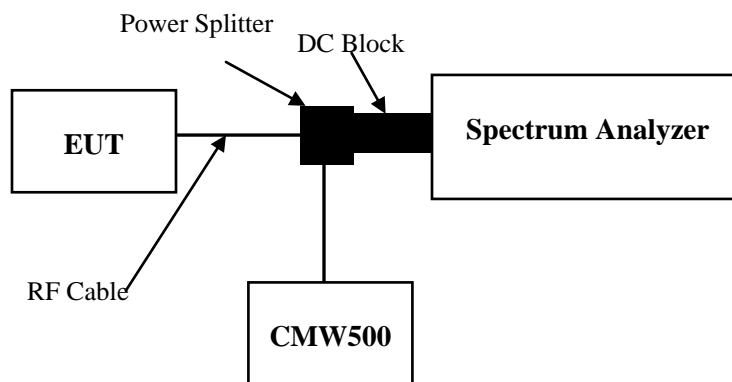 Power Splitter
DC Block
EUT
Spectrum Analyzer
RF Cable
CMW500